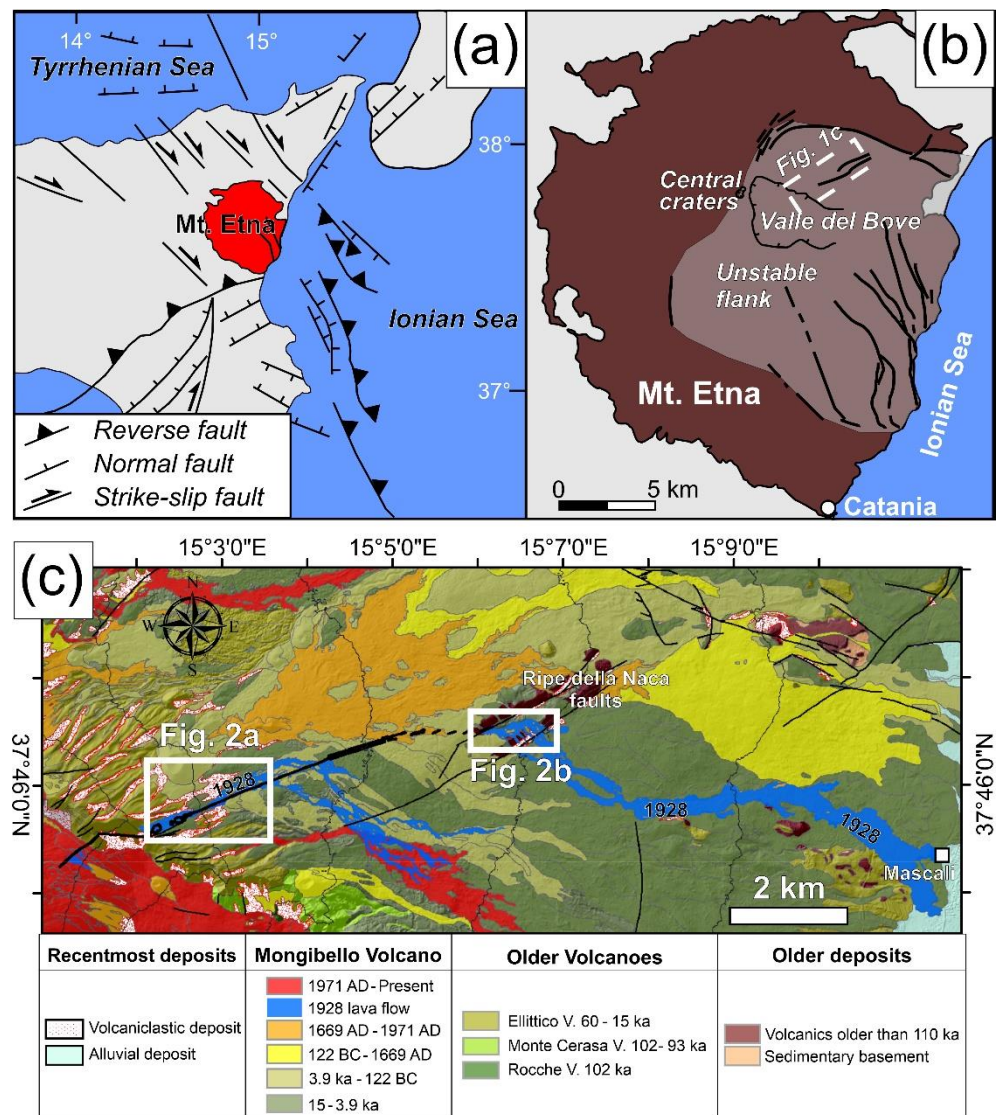 (a)
14°
15°
Tyrrhenian Sea
38°
Mt. Etna
Ionian Sea
37°
Reverse fault
Normal fault
Strike-slip fault
(b)
Fig. 1c
Central
craters
Valle del Bove
Unstable
flank
Mt. Etna
Ionian Sea
0 5 km
Catania
(c)
15°3'0"E 15°5'0"E 15°7'0"E 15°9'0"E
N
W E
S
Ripe della Naca
faults
Fig. 2a
Fig. 2b
37°46'0"N
37°46'0"N
1928
1928
1928
Mascali
2 km
Recentmost deposits
Volcaniclastic deposit
Alluvial deposit
Mongibello Volcano
1971 AD-Present
1928 lava flow
1669 AD-1971 AD
122 BC-1669 AD
3.9 ka-122 BC
15-3.9ka
Older Volcanoes
Ellittico V. 60 - 15 ka
Monte Cerasa V. 102- 93 ka
Rocche V. 102 ka
Older deposits
Volcanics older than 110 ka
Sedimentary basement